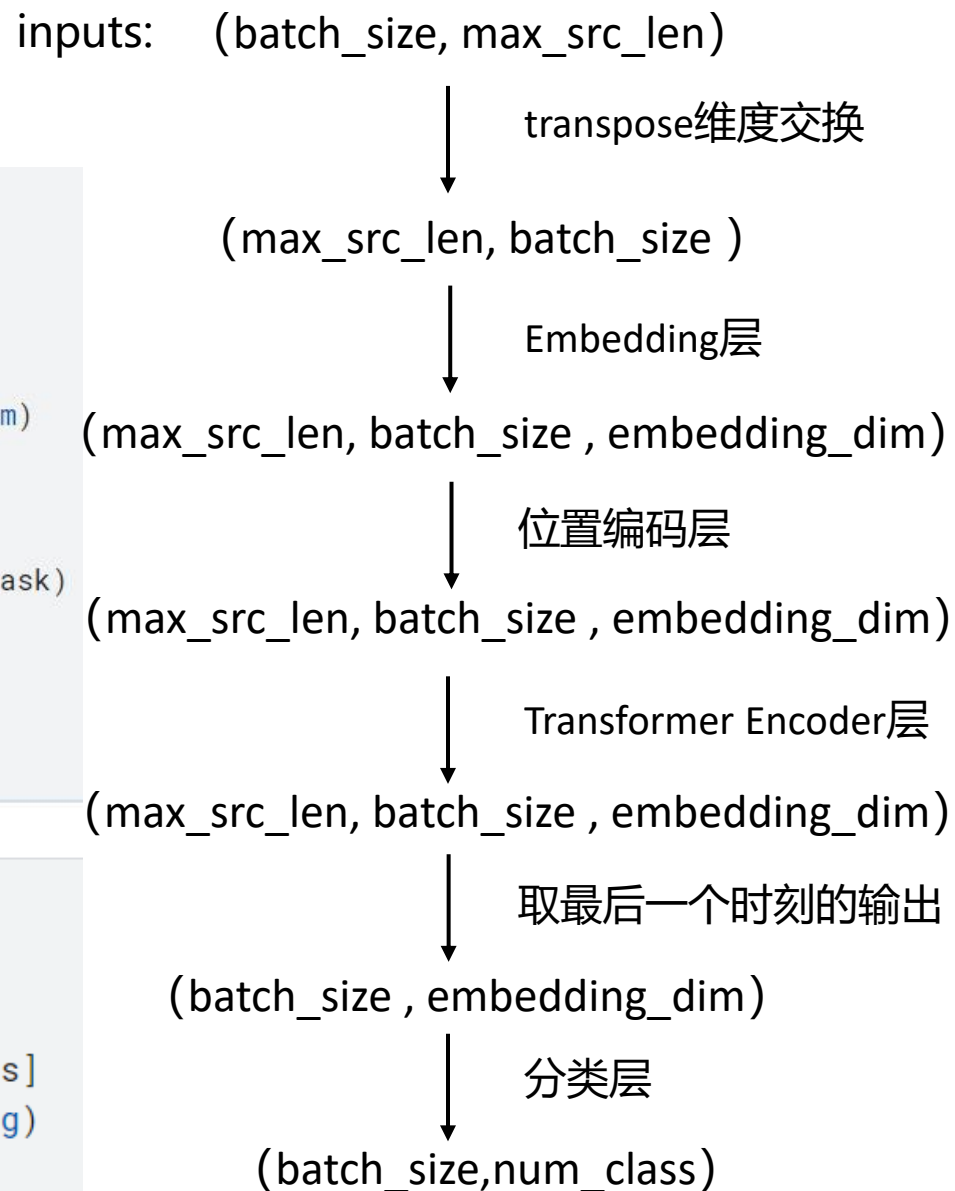 inputs: (batch_size, max_src_len)
transpose维度交换
(max_src_len, batch_size )
Embedding层
m)
(max_src_len, batch_size , embedding_dim)
位置编码层
ask)
(max_src_len, batch_size , embedding_dim)
Transformer Encoder层
(max_src_len, batch_size , embedding_dim)
取最后一个时刻的输出
(batch_size , embedding_dim)
s]
分类层
g)
(batch_size,num_class)